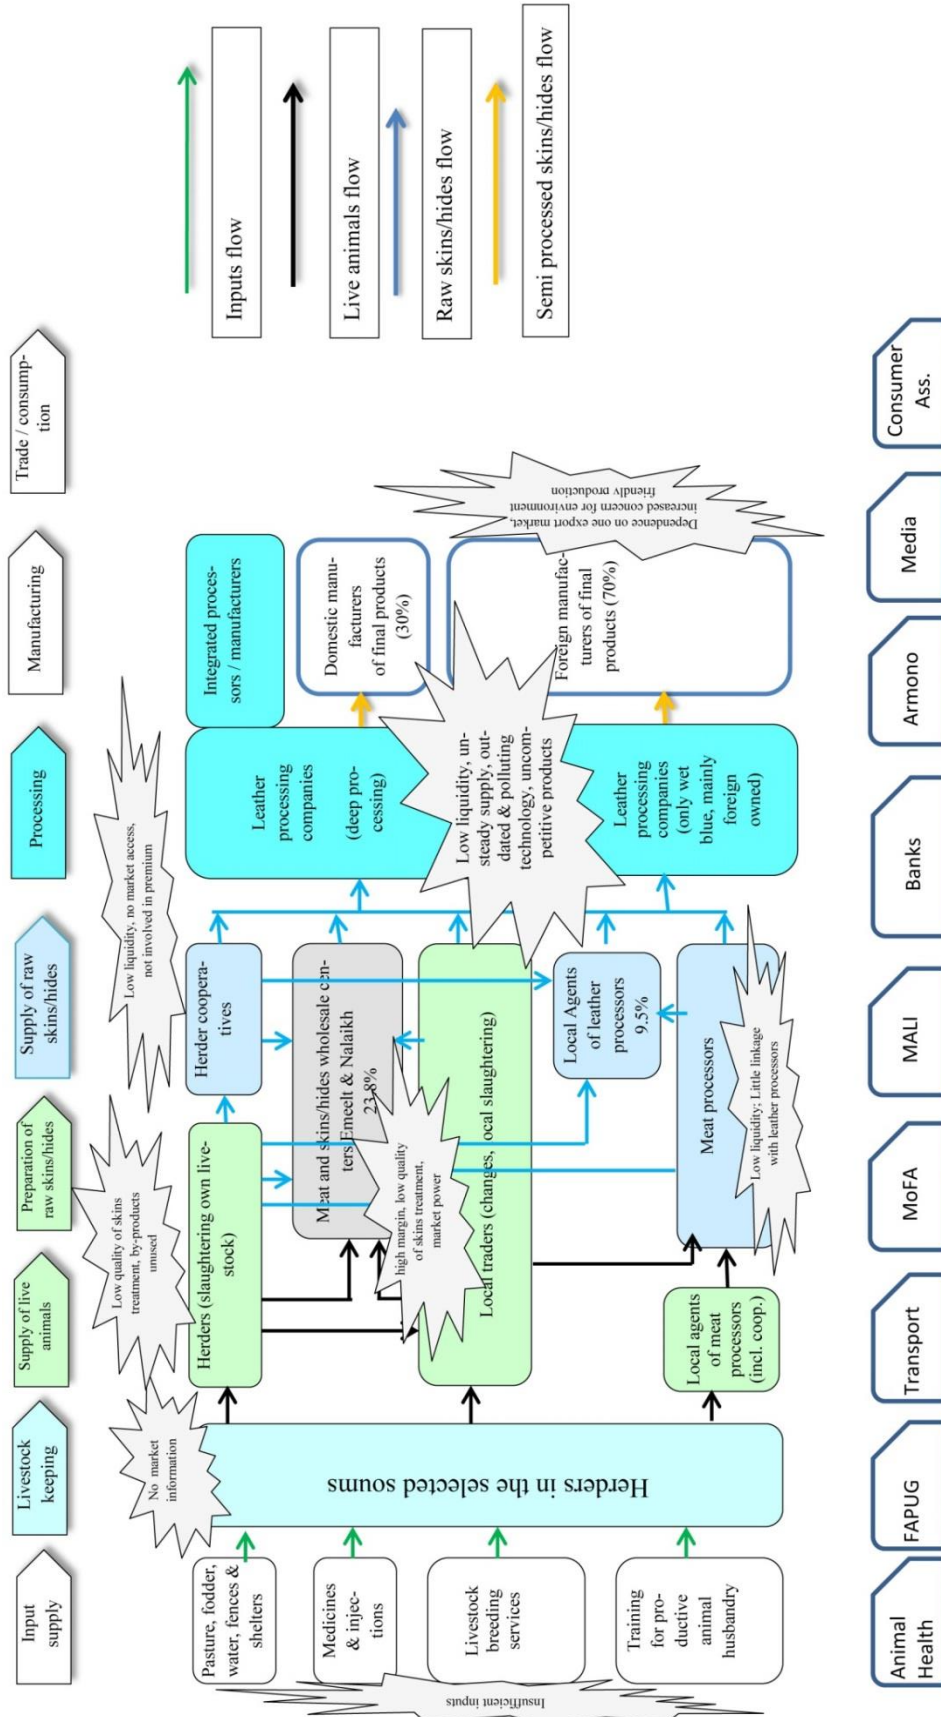 Input
supply
Livestock
keeping
Supply of live
animals
Preparation of
raw skins/hides
Supply of raw
skins/hides
Processing
Manufacturing
Trade / consump-
tion
No market
information
Low quality of skins
treatment, by-products
unused
Low liquidity, no market access,
not involved in premium
Pasture, fodder,
water, fences &
shelters
Medicines
& injec-
tions
Livestock
breeding
services
Training
for pro-
ductive
animal
husbandry
Insufficient inputs
Herders in the selected soums
Herders (slaughtering own live-
stock)
Herder coopera-
tives
Meat and skins/hides wholesale cen-
ters Emeelt & Nalaikh
23.8%
high margin, low quality
of skins treatment,
market power
Local traders (changes, local slaughtering)
Local Agents
of leather
processors
9.5%
Local agents
of meat
processors
(incl. coop.)
Meat processors
Low liquidity; Little linkage
with leather processors
Leather
processing
companies
(deep pro-
cessing)
Low liquidity, un-
steady supply, out-
dated & polluting
technology, uncom-
petitive products
Leather
processing
companies
(only wet
blue, mainly
foreign
owned)
Integrated proces-
sors / manufacturers
Domestic manu-
facturers
of final products
(30%)
Foreign manufac-
turers of final
products (70%)
Dependence on one export market,
increased concern for environment
friendly production
Inputs flow
Live animals flow
Raw skins/hides flow
Semi processed skins/hides flow
Animal
Health
FAPUG
Transport
MoFA
MALI
Banks
Armono
Media
Consumer
Ass.